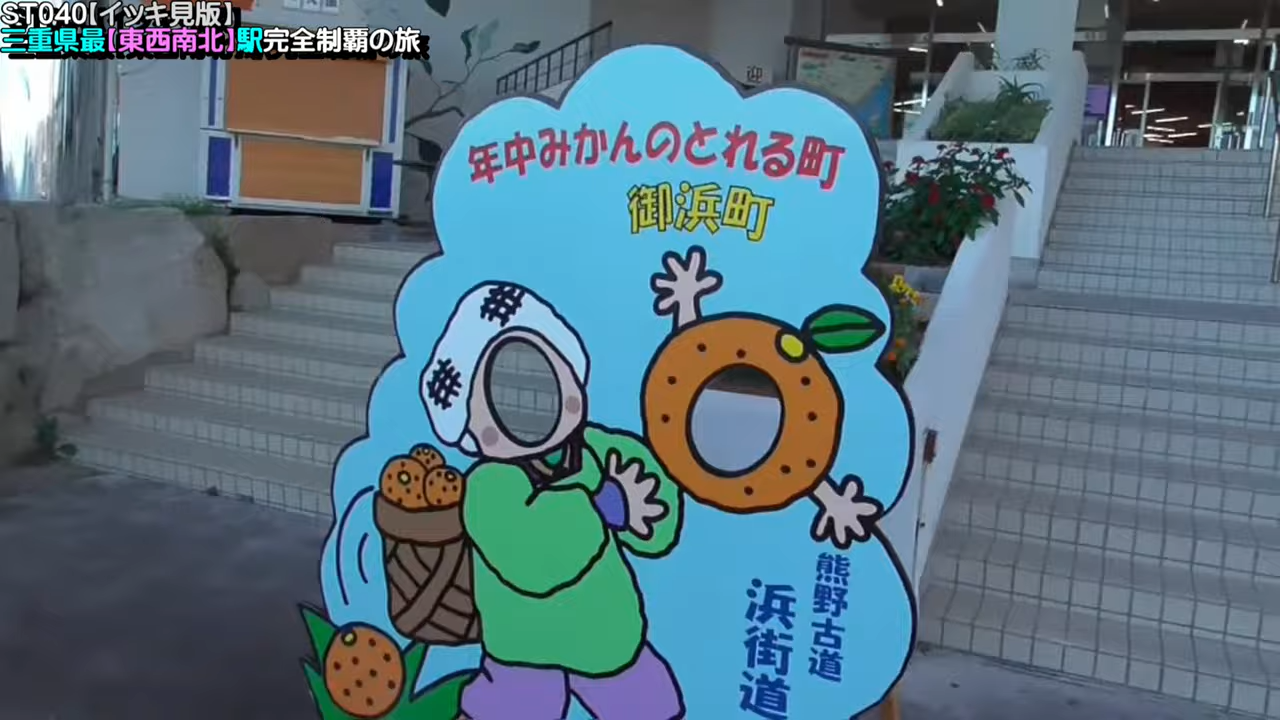 ST040【イッキ見版】
三重県最【東西南北】駅完全制覇の旅
迎
年中みかんのとれる町
御浜町
熊野古道
浜街道